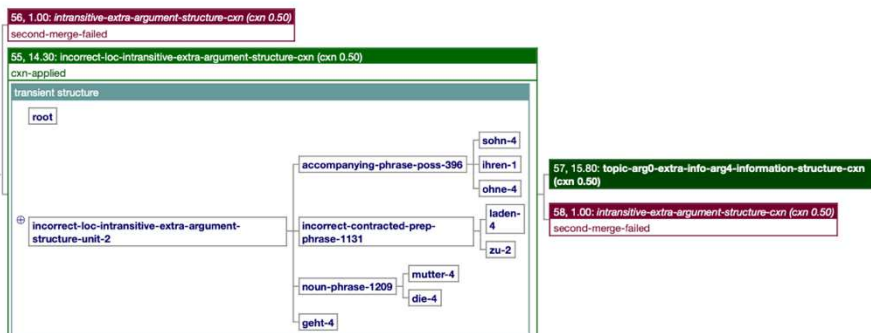 56, 1.00: intransitive-extra-argument-structure-cxn (cxn 0.50)
second-merge-failed
55, 14.30: incorrect-loc-intransitive-extra-argument-structure-cxn (cxn 0.50)
cxn-applied
transient structure
root
incorrect-loc-intransitive-extra-argument-
structure-unit-2
accompanying-phrase-poss-396
sohn-4
ihren-1
ohne-4
incorrect-contracted-prep-
phrase-1131
laden-
4
zu-2
noun-phrase-1209
mutter-4
die-4
geht-4
57, 15.80: topic-arg0-extra-info-arg4-information-structure-cxn
(cxn 0.50)
58, 1.00: intransitive-extra-argument-structure-cxn (cxn 0.50)
second-merge-failed